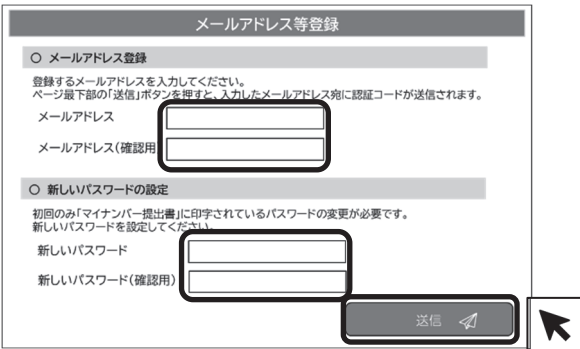 メールアドレス等登録
○ メールアドレス登録
登録するメールアドレスを入力してください。
ページ最下部の「送信」ボタンを押すと、入力したメールアドレス宛に認証コードが送信されます。
メールアドレス
メールアドレス(確認用
○ 新しいパスワードの設定
初回のみ「マイナンバー提出書」に印字されているパスワードの変更が必要です。
新しいパスワードを設定してください。
新しいパスワード
新しいパスワード(確認用)
送信